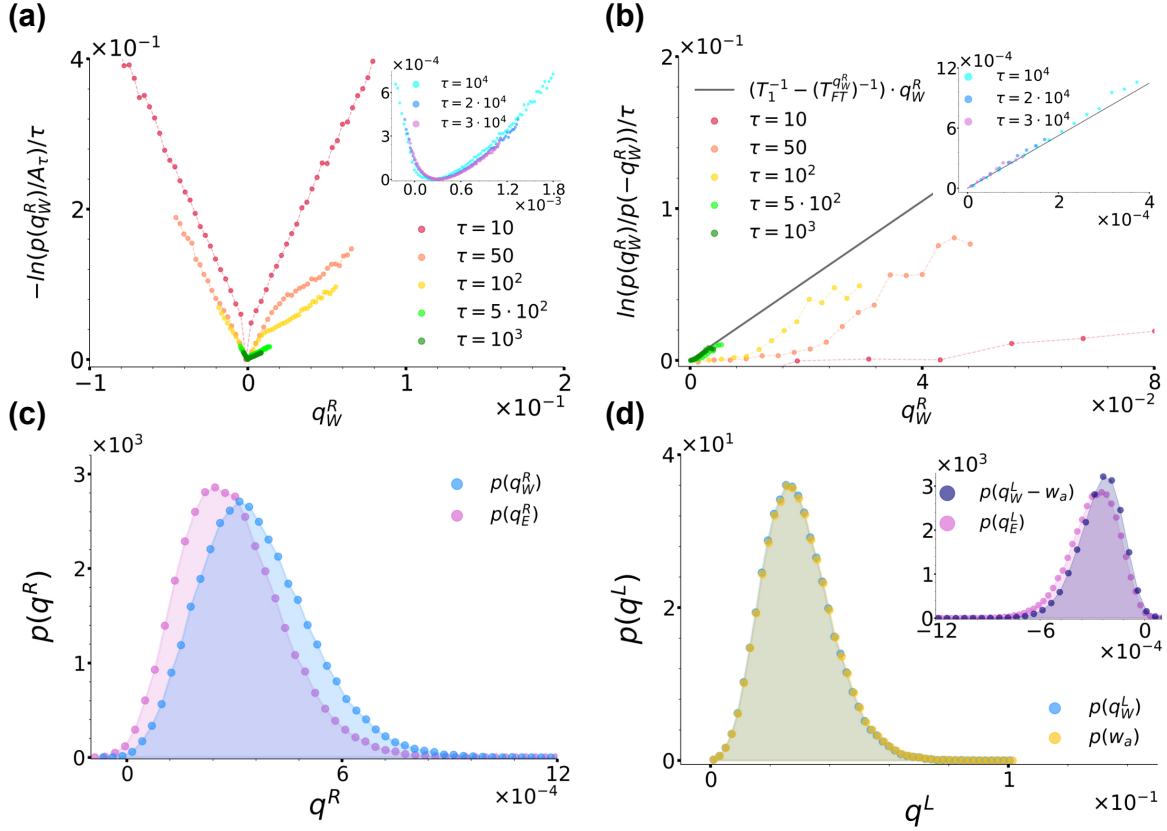 (a)
×10⁻¹
−ln(p(q_W^R)/A_τ)/τ
4
2
0
−1
0
1
2
q_W^R
×10⁻¹
τ = 10
τ = 50
τ = 10²
τ = 5 · 10²
τ = 10³
×10⁻⁴
6
3
0
0.0
0.6
1.2
1.8
×10⁻³
τ = 10⁴
τ = 2 · 10⁴
τ = 3 · 10⁴
(b)
×10⁻¹
ln(p(q_W^R)/p(−q_W^R))/τ
2
1
0
0
4
8
q_W^R
×10⁻²
(T₁⁻¹ − (T_FT^{q_W^R})⁻¹) · q_W^R
τ = 10
τ = 50
τ = 10²
τ = 5 · 10²
τ = 10³
×10⁻⁴
12
6
0
0
2
4
×10⁻⁴
τ = 10⁴
τ = 2 · 10⁴
τ = 3 · 10⁴
(c)
×10³
p(q^R)
3
2
1
0
0
6
12
q^R
×10⁻⁴
p(q_W^R)
p(q_E^R)
(d)
×10¹
p(q^L)
4
2
0
0
1
q^L
×10⁻¹
p(q_W^L)
p(w_a)
×10³
3
2
1
0
−12
−6
0
×10⁻⁴
p(q_W^L − w_a)
p(q_E^L)